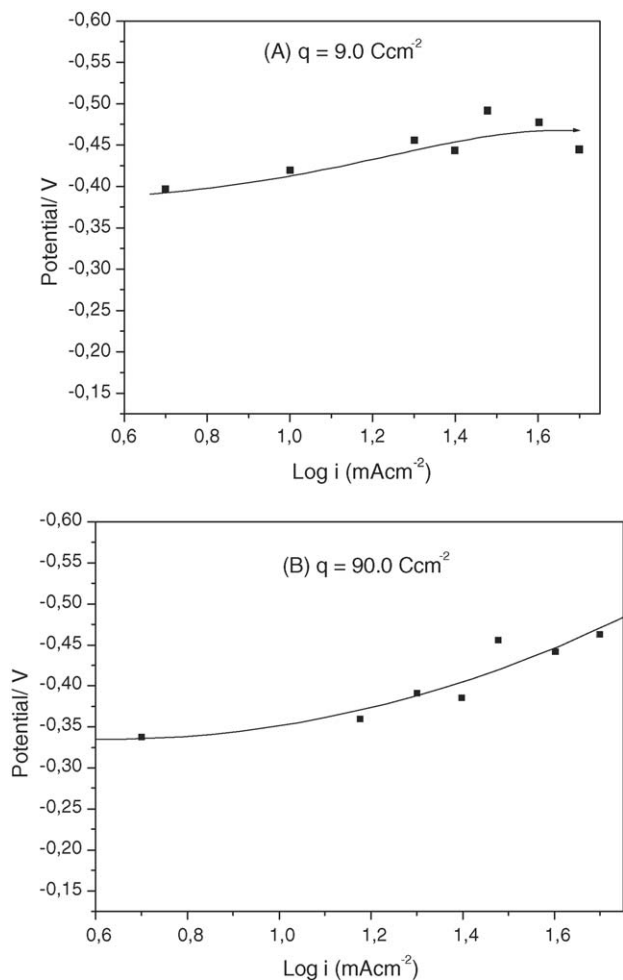 -0,60
(A) q = 9.0 Ccm-2
-0,55
-0,50
-0,45
-0,40
-0,35
-0,30
-0,25
-0,20
-0,15
Potential/ V
0,6 0,8 1,0 1,2 1,4 1,6
Log i (mAcm-2)
-0,60
-0,55
(B) q = 90.0 Ccm-2
-0,50
-0,45
-0,40
-0,35
-0,30
-0,25
-0,20
-0,15
Potential/ V
0,6 0,8 1,0 1,2 1,4 1,6
Log i (mAcm-2)